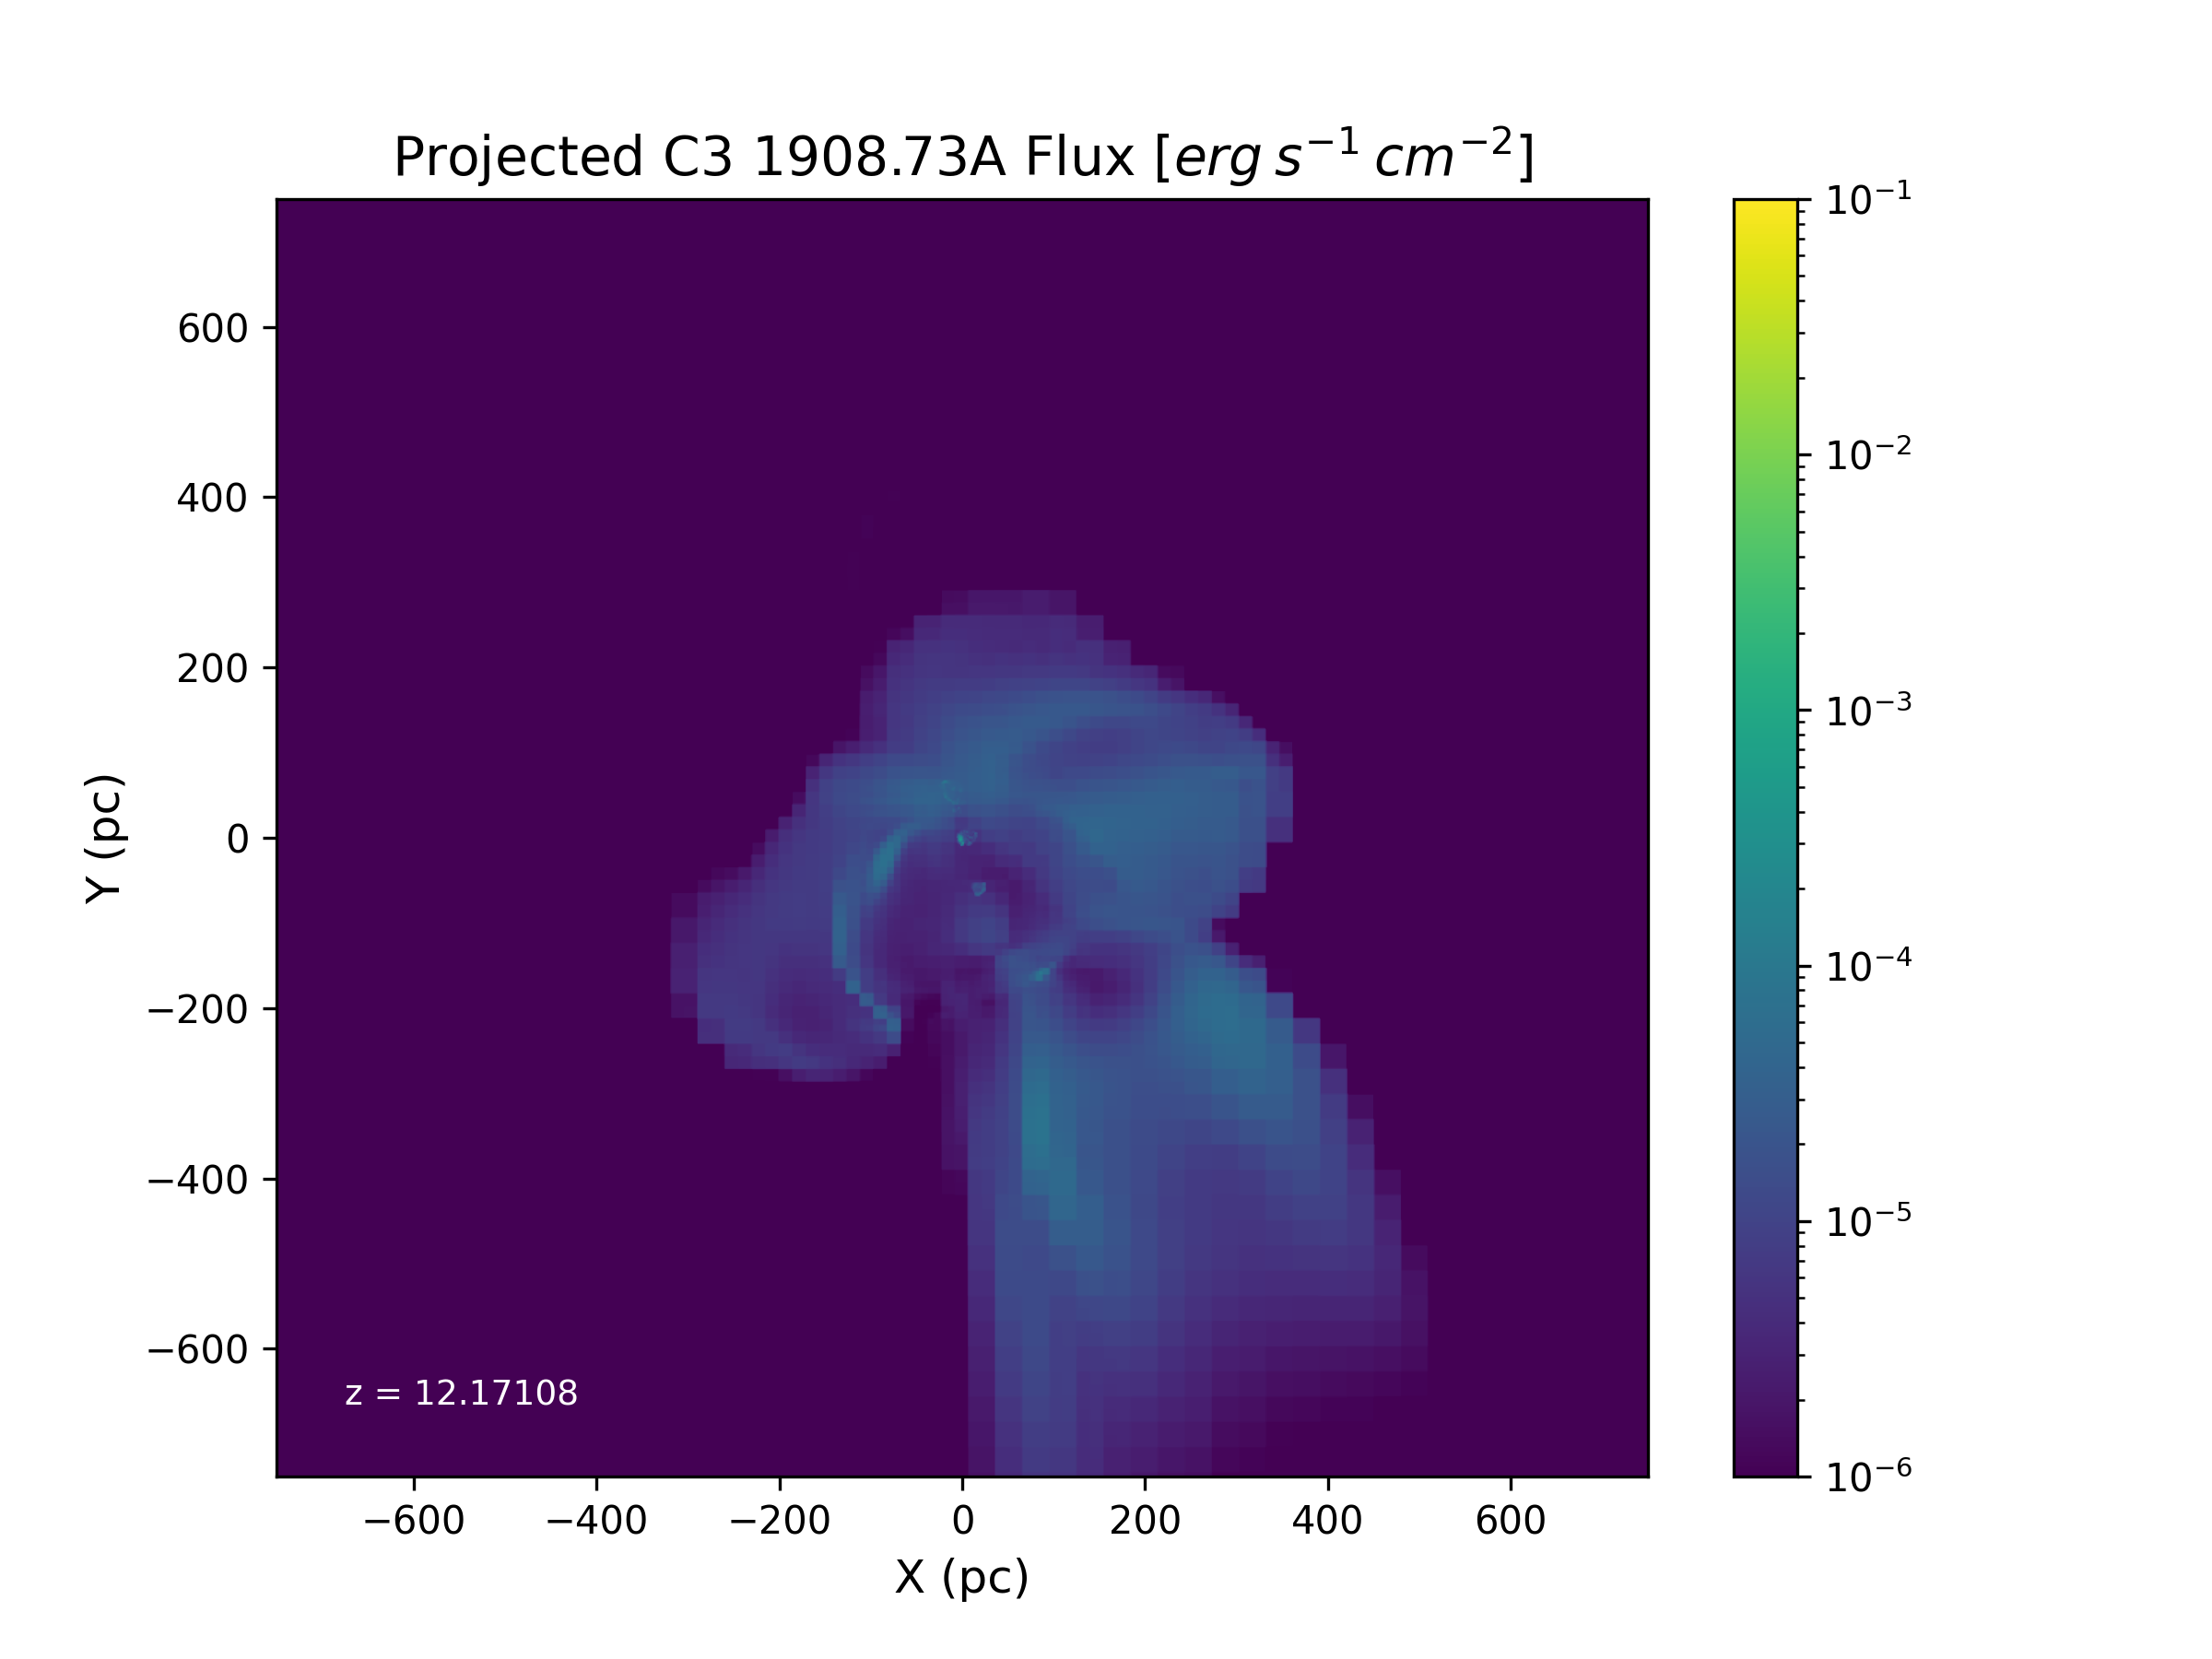 Projected C3 1908.73A Flux [erg s⁻¹ cm⁻²]
Y (pc)
600
400
200
0
−200
−400
−600
z = 12.17108
−600 −400 −200 0 200 400 600
X (pc)
10⁻¹
10⁻²
10⁻³
10⁻⁴
10⁻⁵
10⁻⁶